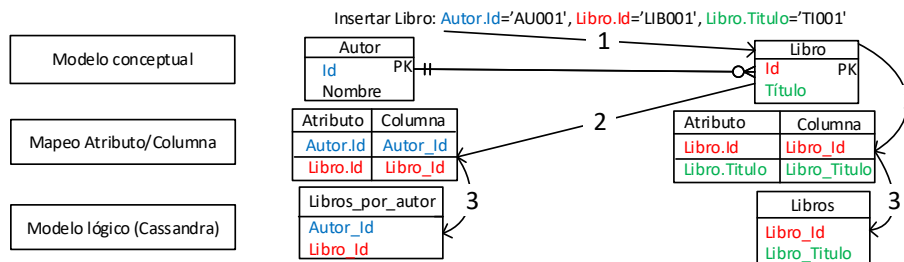 Insertar Libro: Autor.Id='AU001', Libro.Id='LIB001', Libro.Titulo='TI001'
1
Modelo conceptual
Autor
Id PK
Nombre
Libro
Id PK
Título
2
Mapeo Atributo/Columna
Atributo Columna
Autor.Id Autor_Id
Libro.Id Libro_Id
Atributo Columna
Libro.Id Libro_Id
Libro.Titulo Libro_Titulo
3
3
Modelo lógico (Cassandra)
Libros_por_autor
Autor_Id
Libro_Id
Libros
Libro_Id
Libro_Titulo